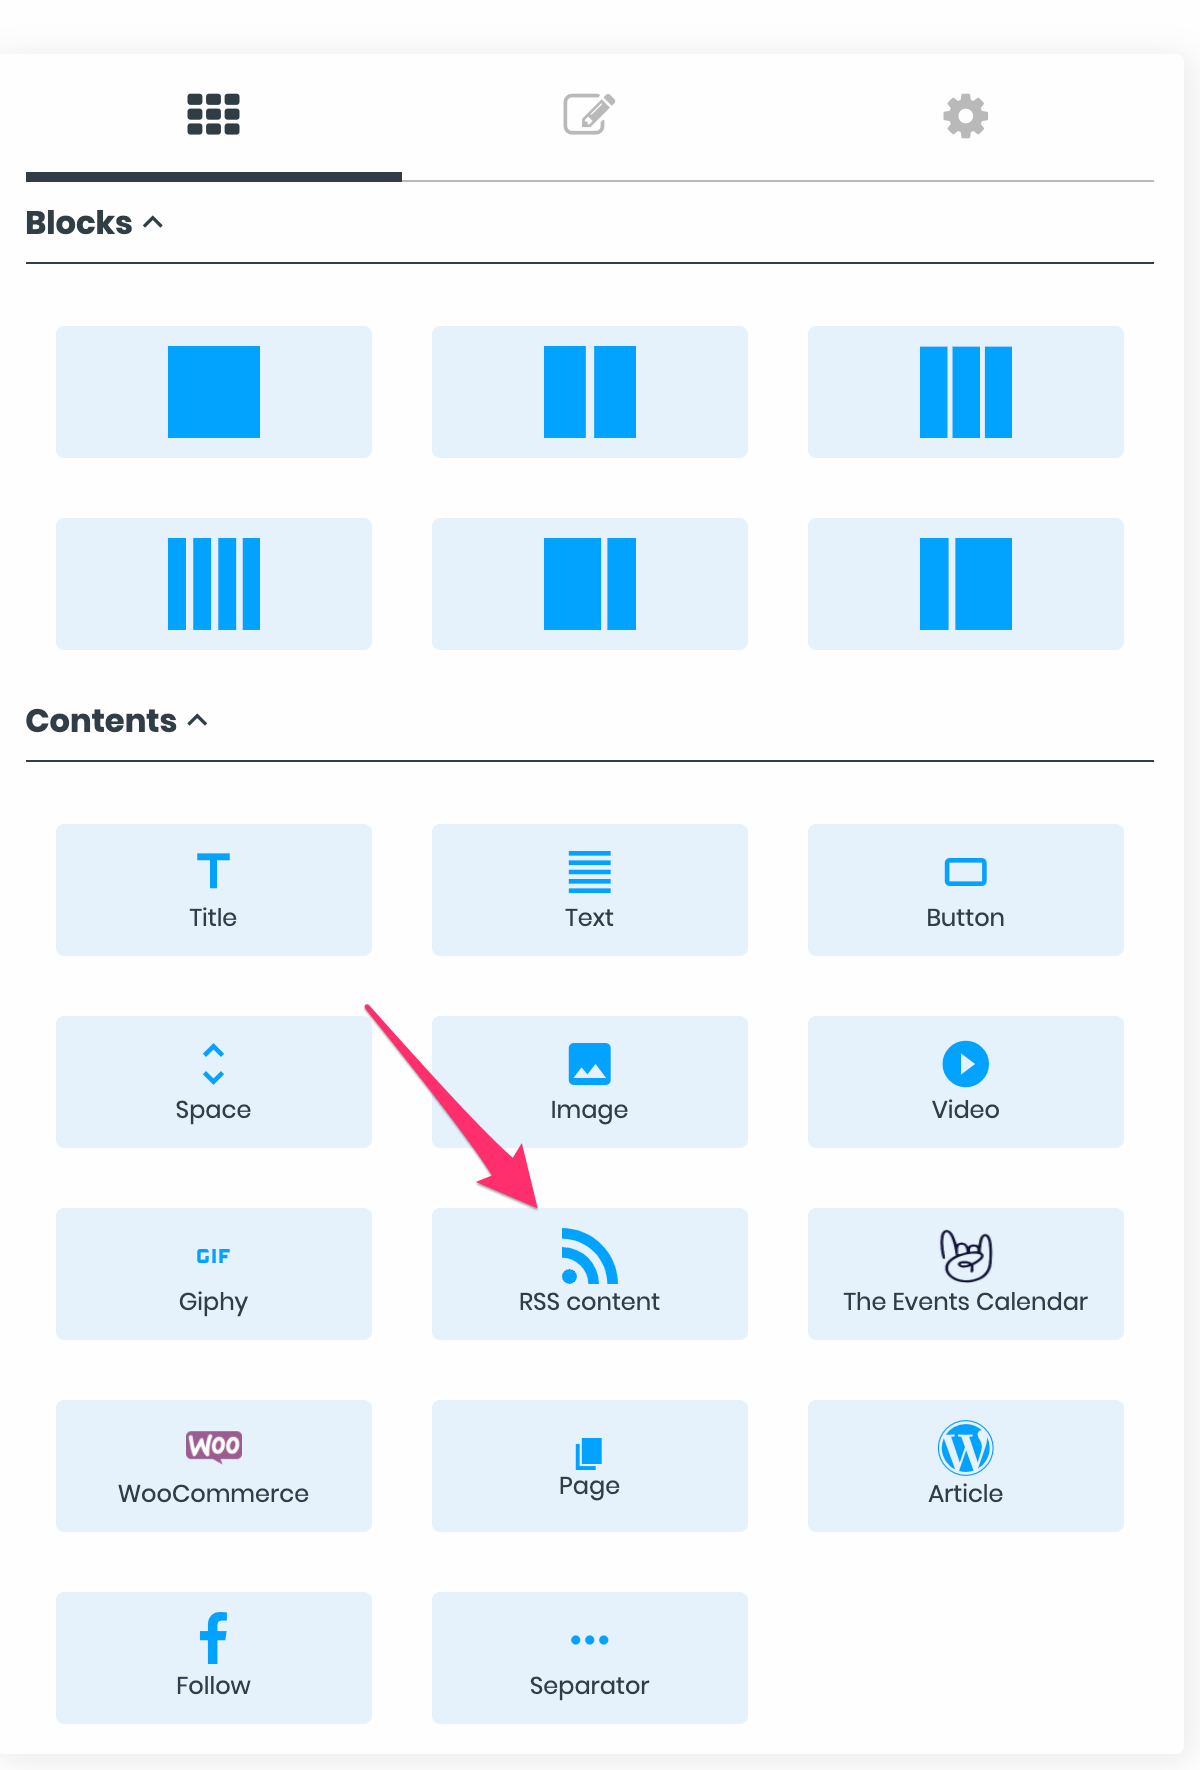 Blocks
Contents
Title
Text
Button
Space
Image
Video
GIF
Giphy
RSS content
The Events Calendar
WOO
WooCommerce
Page
W
Article
f
Follow
Separator